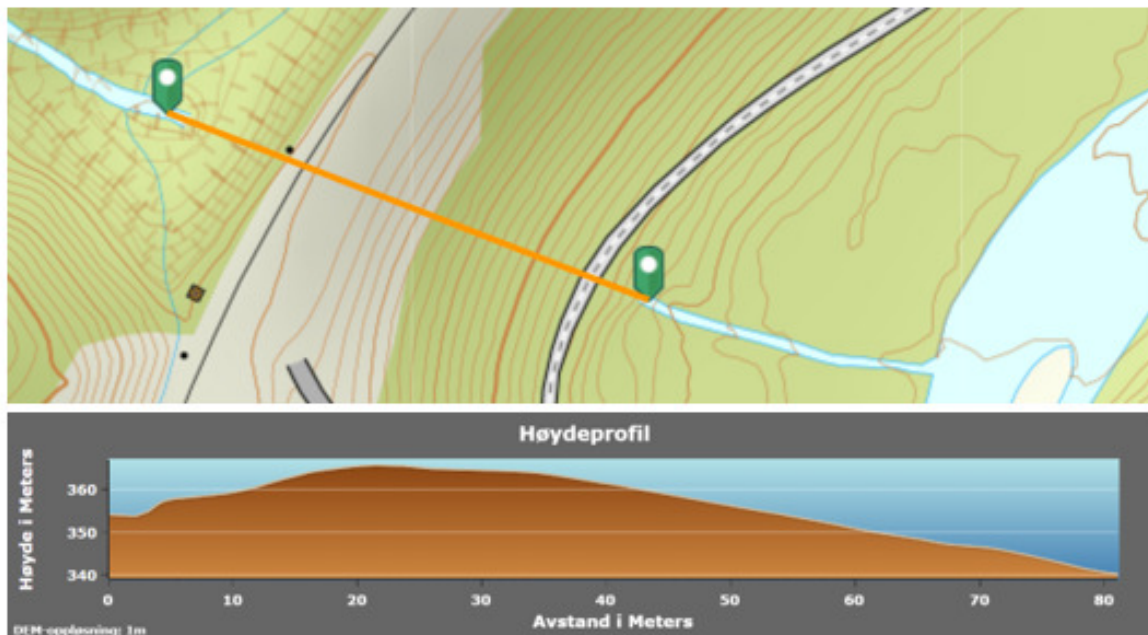 Høydeprofil
Høyde i Meters
360
350
340
0 10 20 30 40 50 60 70 80
Avstand i Meters
DEM-oppløsning: 1m